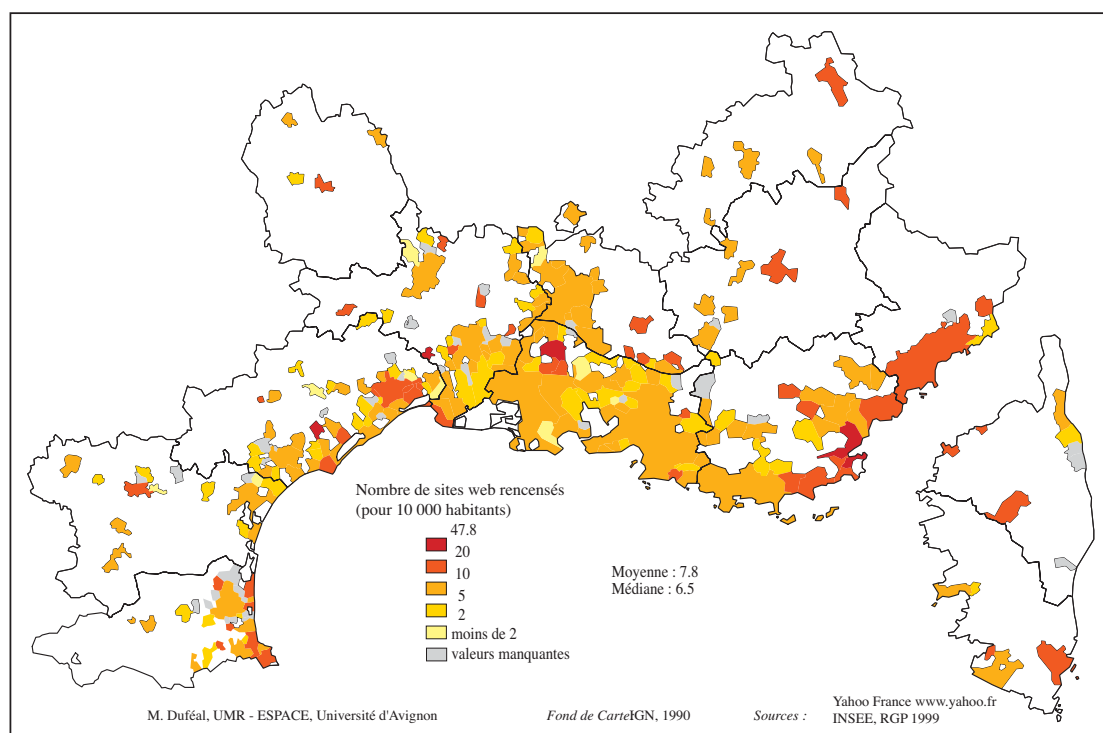 Nombre de sites web rencensés
(pour 10 000 habitants)
47.8
20
10
5
2
moins de 2
valeurs manquantes
Moyenne : 7.8
Médiane : 6.5
M. Duféal, UMR - ESPACE, Université d'Avignon
Fond de Carte IGN, 1990
Sources :
Yahoo France www.yahoo.fr
INSEE, RGP 1999